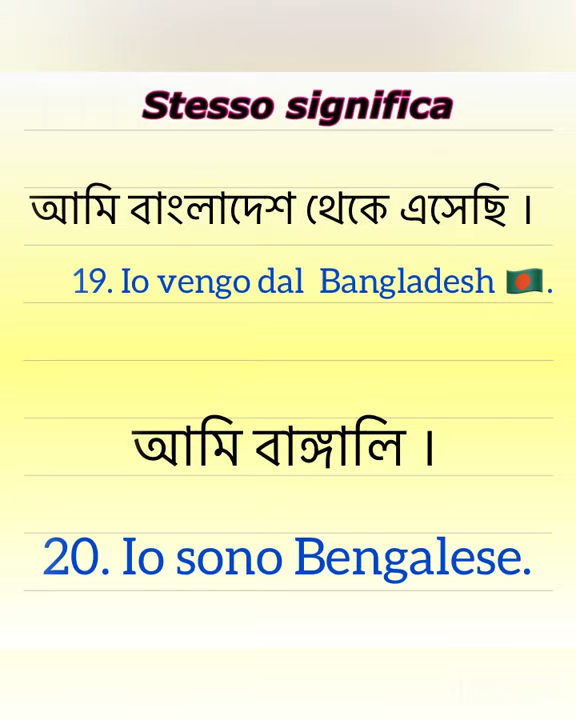 Stesso significa
আমি বাংলাদেশ থেকে এসেছি ।
19. Io vengo dal Bangladesh 🇧🇩.
আমি বাঙ্গালি ।
20. Io sono Bengalese.